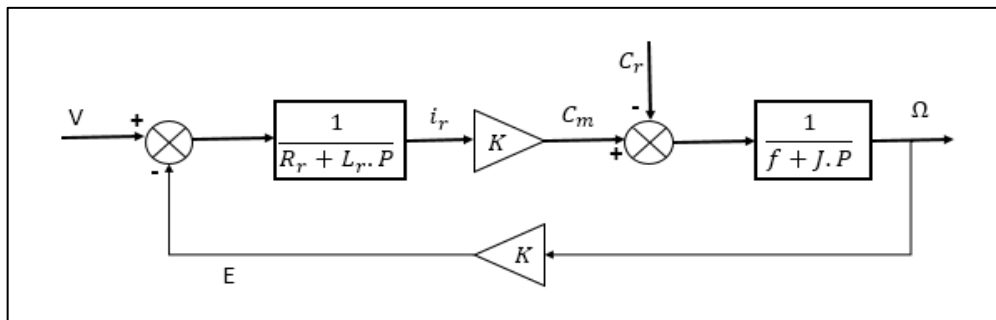 C_r
V + 1 / (R_r + L_r.P) i_r K C_m - + 1 / (f + J.P) Ω
-
K
E